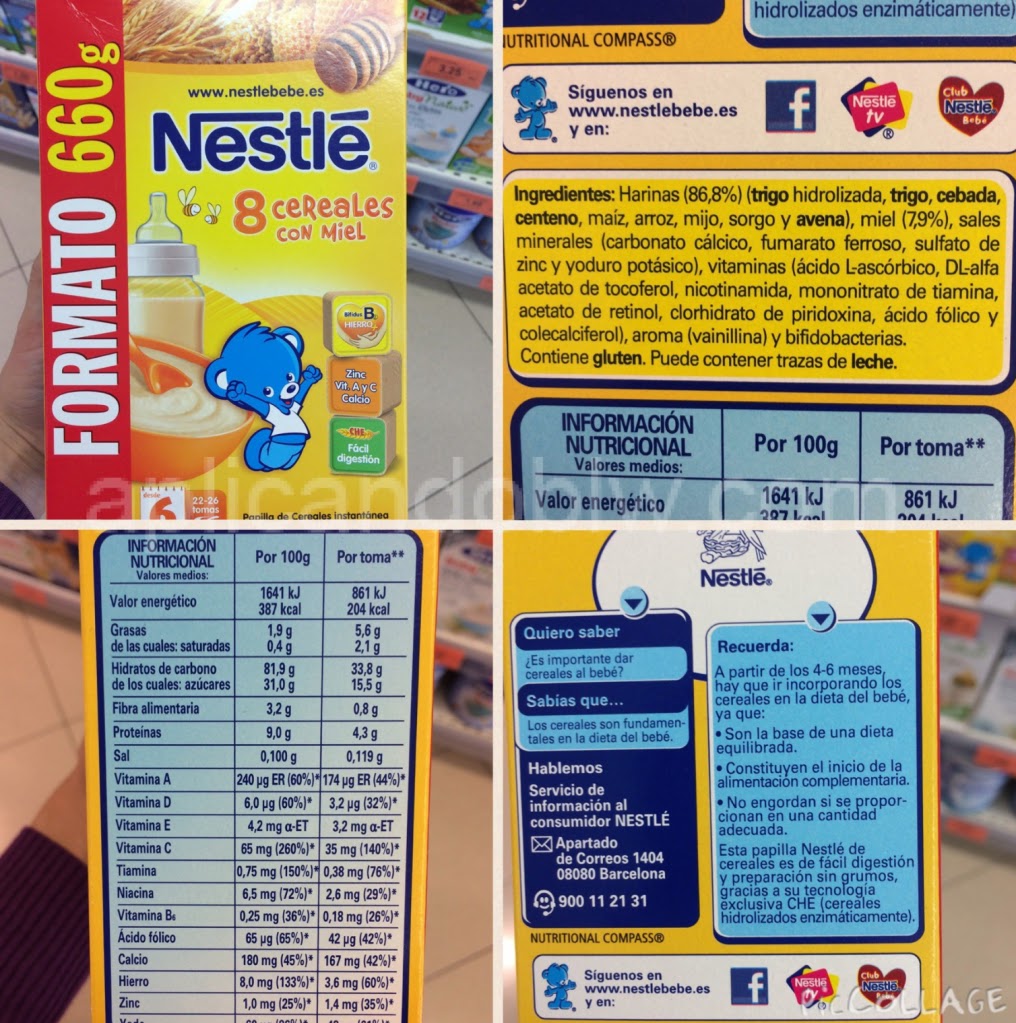 FORMATO 660g
www.nestlebebe.es
Nestlé®
8 cereales
con miel
Bifidus B
HIERRO
Zinc
Vit. A y C
Calcio
CHE
Fácil
digestión
desde
6
22-26
tomas
Papilla de Cereales instantánea
3,25
hidrolizados enzimáticamente)
NUTRITIONAL COMPASS®
Síguenos en
www.nestlebebe.es
y en:
f
Nestlé
tv
®
Club
Nestlé
Bebé
Ingredientes: Harinas (86,8%) (trigo hidrolizada, trigo, cebada,
centeno, maíz, arroz, mijo, sorgo y avena), miel (7,9%), sales
minerales (carbonato cálcico, fumarato ferroso, sulfato de
zinc y yoduro potásico), vitaminas (ácido L-ascórbico, DL-alfa
acetato de tocoferol, nicotinamida, mononitrato de tiamina,
acetato de retinol, clorhidrato de piridoxina, ácido fólico y
colecalciferol), aroma (vainillina) y bifidobacterias.
Contiene gluten. Puede contener trazas de leche.
INFORMACIÓN
NUTRICIONAL
Valores medios:
Por 100g Por toma**
Valor energético 1641 kJ 861 kJ
387 kcal 204 kcal
INFORMACIÓN
NUTRICIONAL
Valores medios:
Por 100g Por toma**
Valor energético 1641 kJ 861 kJ
387 kcal 204 kcal
Grasas 1,9 g 5,6 g
de las cuales: saturadas 0,4 g 2,1 g
Hidratos de carbono 81,9 g 33,8 g
de los cuales: azúcares 31,0 g 15,5 g
Fibra alimentaria 3,2 g 0,8 g
Proteínas 9,0 g 4,3 g
Sal 0,100 g 0,119 g
Vitamina A 240 µg ER (60%)* 174 µg ER (44%)*
Vitamina D 6,0 µg (60%)* 3,2 µg (32%)*
Vitamina E 4,2 mg α-ET 3,2 mg α-ET
Vitamina C 65 mg (260%)* 35 mg (140%)*
Tiamina 0,75 mg (150%)* 0,38 mg (76%)*
Niacina 6,5 mg (72%)* 2,6 mg (29%)*
Vitamina B6 0,25 mg (36%)* 0,18 mg (26%)*
Ácido fólico 65 µg (65%)* 42 µg (42%)*
Calcio 180 mg (45%)* 167 mg (42%)*
Hierro 8,0 mg (133%)* 3,6 mg (60%)*
Zinc 1,0 mg (25%)* 1,4 mg (35%)*
Nestlé®
Quiero saber
¿Es importante dar
cereales al bebé?
Sabías que...
Los cereales son fundamen-
tales en la dieta del bebé.
Hablemos
Servicio de
información al
consumidor NESTLÉ
Apartado
de Correos 1404
08080 Barcelona
900 11 21 31
NUTRITIONAL COMPASS®
Recuerda:
A partir de los 4-6 meses,
hay que ir incorporando los
cereales en la dieta del bebé,
ya que:
• Son la base de una dieta
equilibrada.
• Constituyen el inicio de la
alimentación complementaria.
• No engordan si se propor-
cionan en una cantidad
adecuada.
Esta papilla Nestlé de
cereales es de fácil digestión
y preparación sin grumos,
gracias a su tecnología
exclusiva CHE (cereales
hidrolizados enzimáticamente).
Síguenos en
www.nestlebebe.es
y en:
f
Nestlé
Club
Nestlé
Bebé
PicCOLLAGE